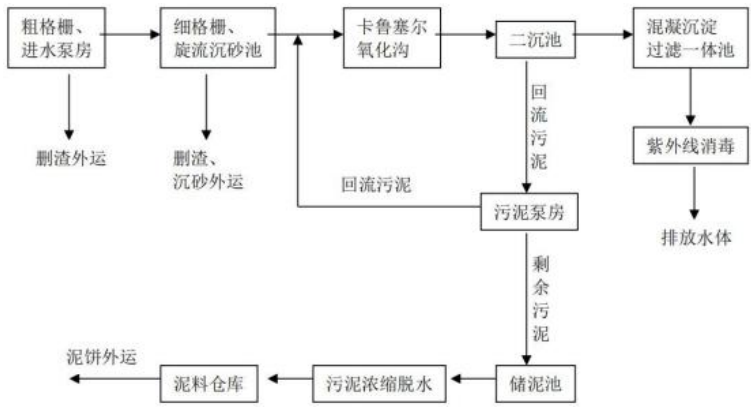 粗格栅、
进水泵房
细格栅、
旋流沉砂池
卡鲁塞尔
氧化沟
二沉池
混凝沉淀
过滤一体池
回流污泥
紫外线消毒
删渣外运
删渣、
沉砂外运
回流污泥
污泥泵房
排放水体
剩余污泥
泥饼外运
泥料仓库
污泥浓缩脱水
储泥池